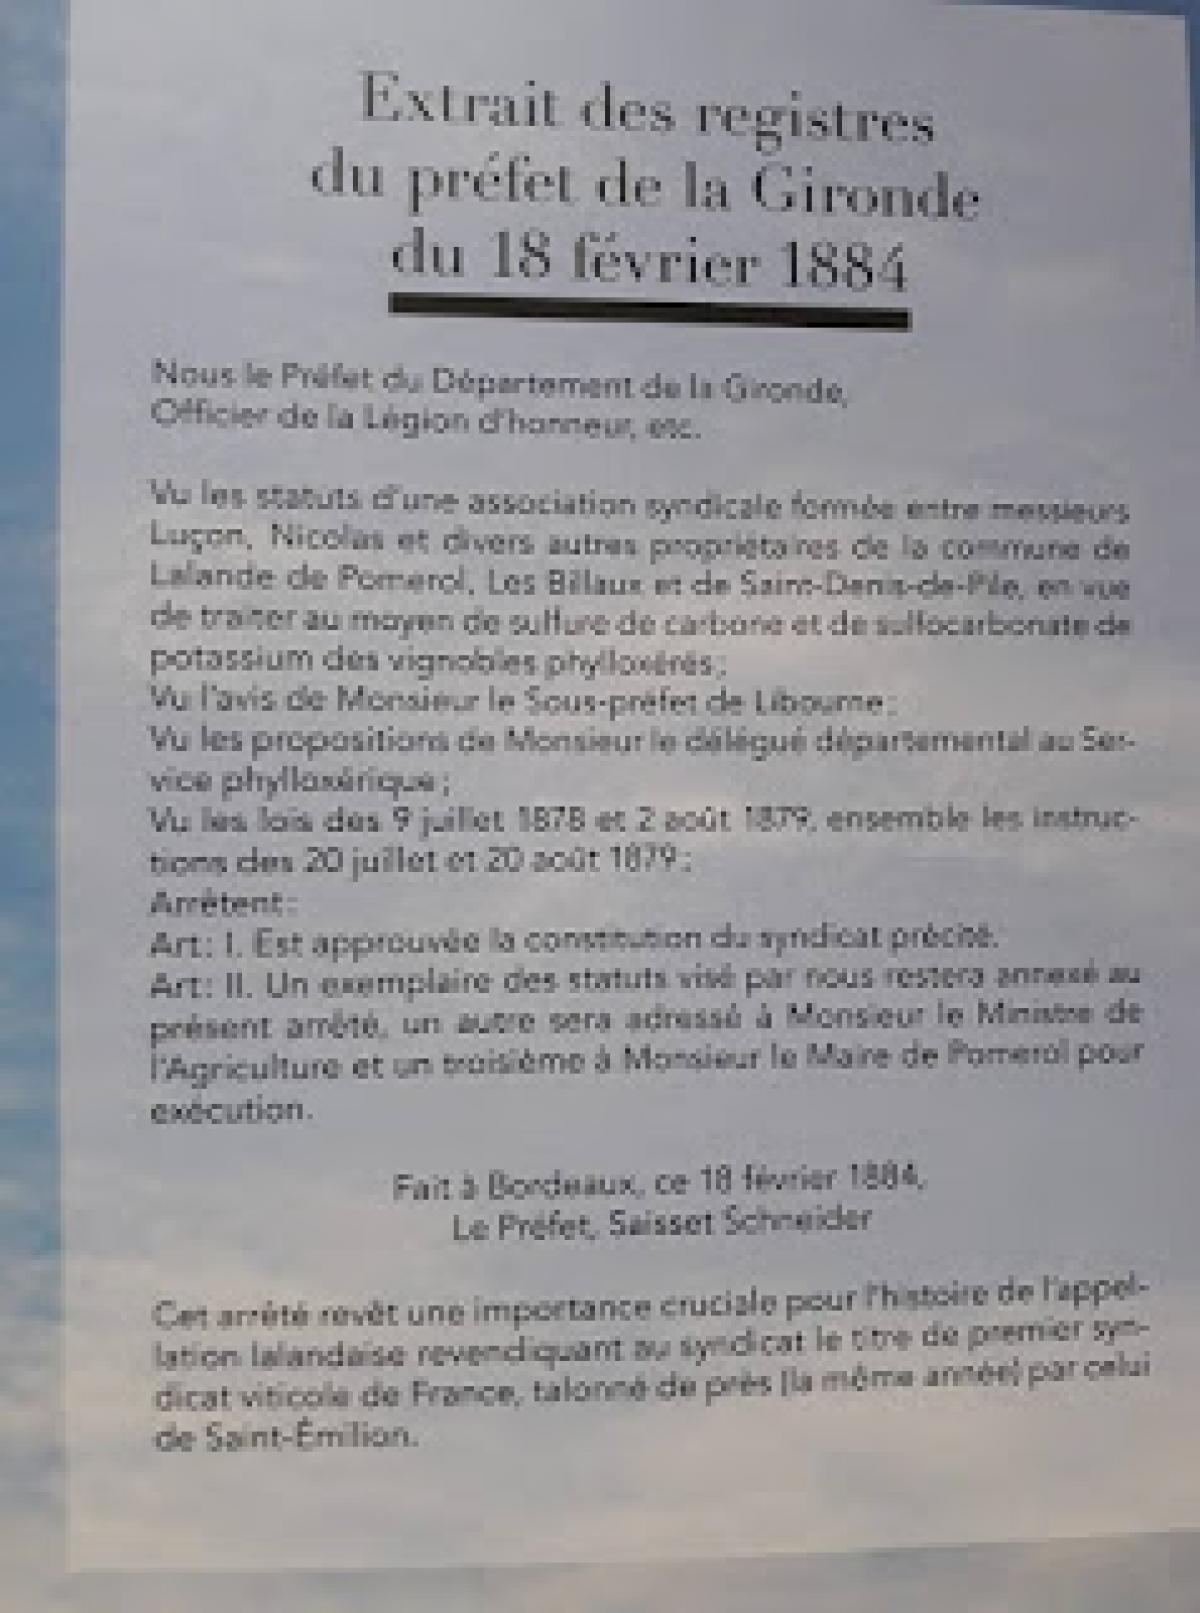 Extrait des registres
du préfet de la Gironde
du 18 février 1884
Nous le Préfet du Département de la Gironde,
Officier de la Légion d'honneur, etc.
Vu les statuts d'une association syndicale formée entre messieurs
Luçon, Nicolas et divers autres propriétaires de la commune de
Lalande de Pomerol, Les Billaux et de Saint-Denis-de-Pile, en vue
de traiter au moyen de sulfure de carbone et de sulfocarbonate de
potassium des vignobles phylloxérés ;
Vu l'avis de Monsieur le Sous-préfet de Libourne ;
Vu les propositions de Monsieur le délégué départemental au Ser-
vice phylloxérique ;
Vu les lois des 9 juillet 1878 et 2 août 1879, ensemble les instruc-
tions des 20 juillet et 20 août 1879 ;
Arrêtent :
Art : I. Est approuvée la constitution du syndicat précité.
Art : II. Un exemplaire des statuts visé par nous restera annexé au
présent arrêté, un autre sera adressé à Monsieur le Ministre de
l'Agriculture et un troisième à Monsieur le Maire de Pomerol pour
exécution.
Fait à Bordeaux, ce 18 février 1884,
Le Préfet, Saisset Schneider
Cet arrêté revêt une importance cruciale pour l'histoire de l'appel-
lation lalandaise revendiquant au syndicat le titre de premier syn-
dicat viticole de France, talonné de près (la même année) par celui
de Saint-Émilion.